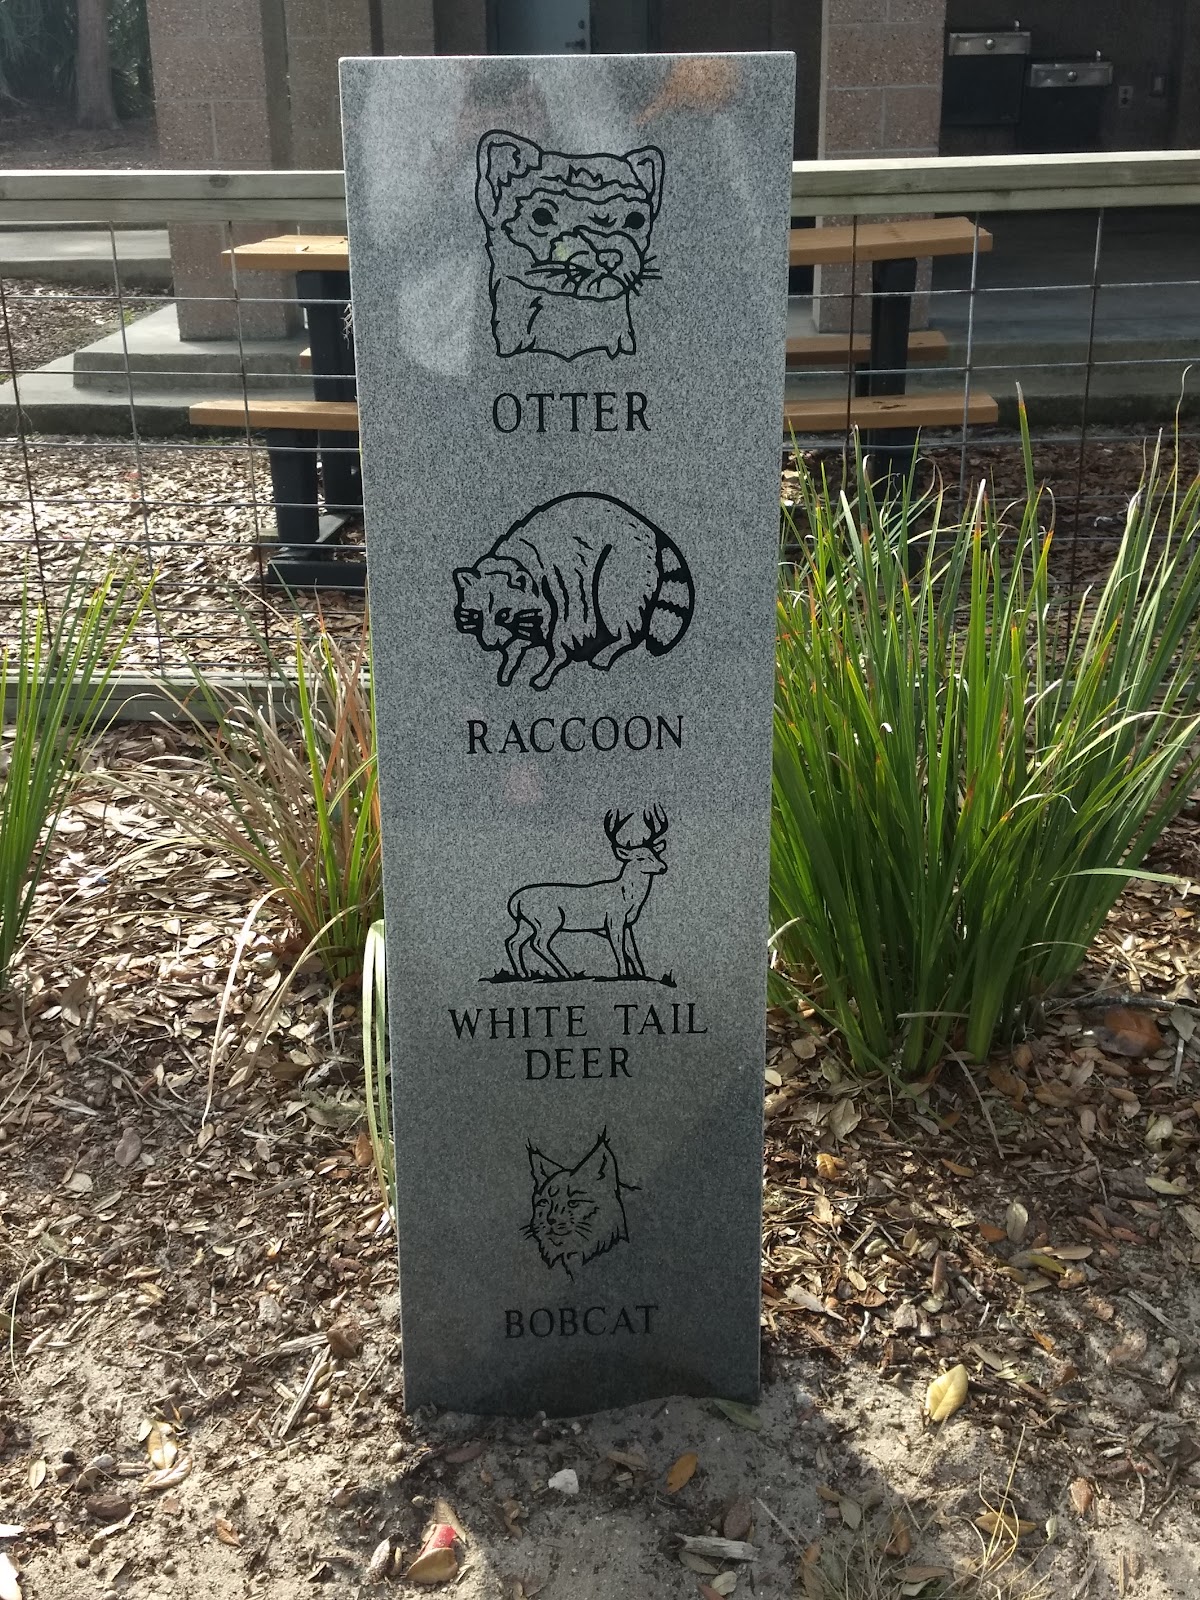 OTTER
RACCOON
WHITE TAIL
DEER
BOBCAT